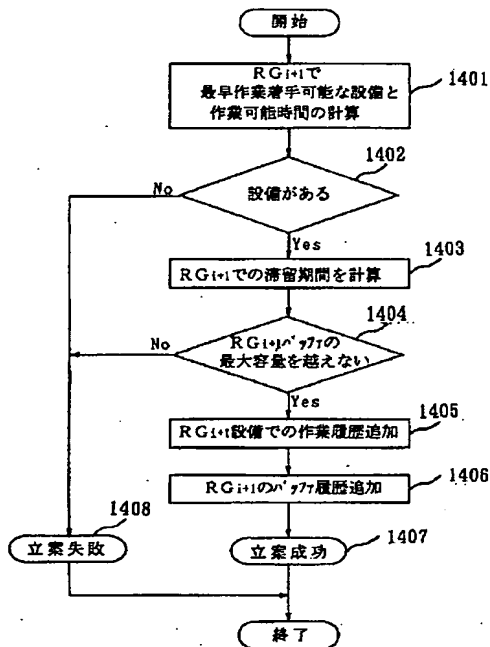 開始
RGi+1で
最早作業着手可能な設備と
作業可能時間の計算
1401
1402
設備がある
No
Yes
1403
RGi+1での滞留期間を計算
1404
RGi+1バッファの
最大容量を越えない
No
Yes
1405
RGi+1設備での作業履歴追加
1406
RGi+1のバッファ履歴追加
1408
立案失敗
立案成功
1407
終了